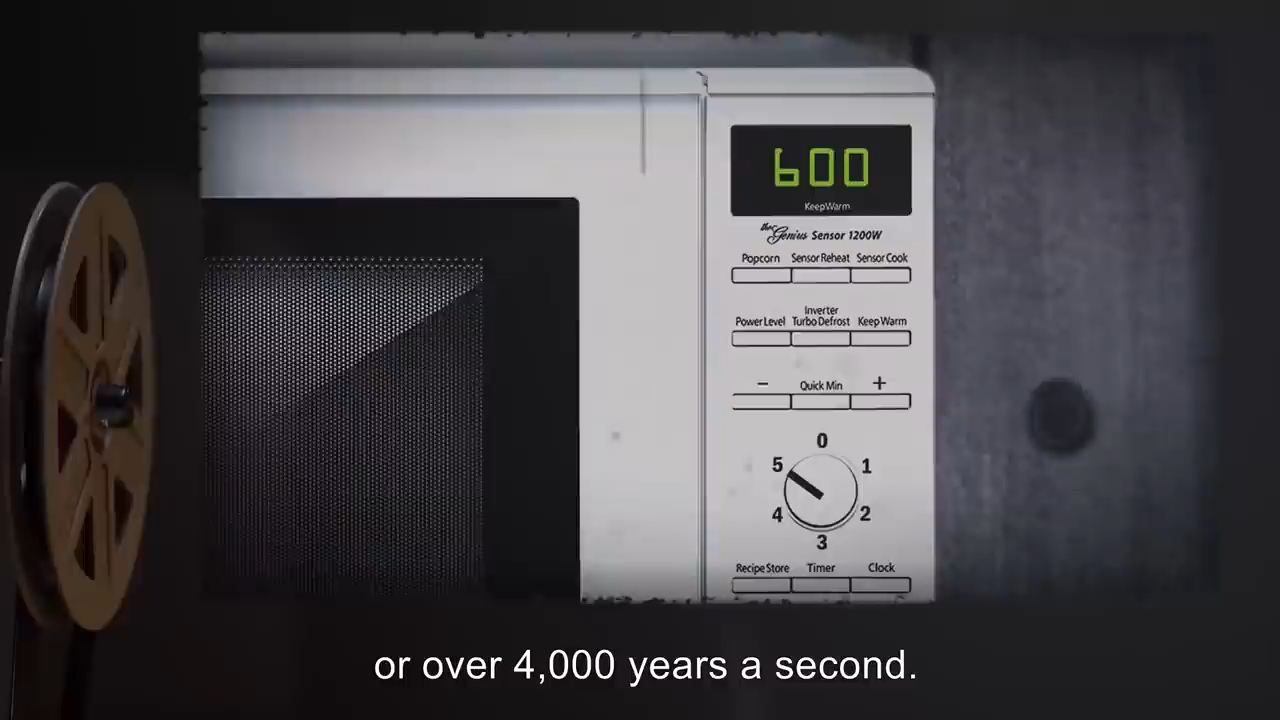 600
KeepWarm
the Genius Sensor 1200W
Popcorn Sensor Reheat Sensor Cook
Inverter
Power Level Turbo Defrost Keep Warm
− Quick Min +
0
5 1
4 2
3
Recipe Store Timer Clock
or over 4,000 years a second.